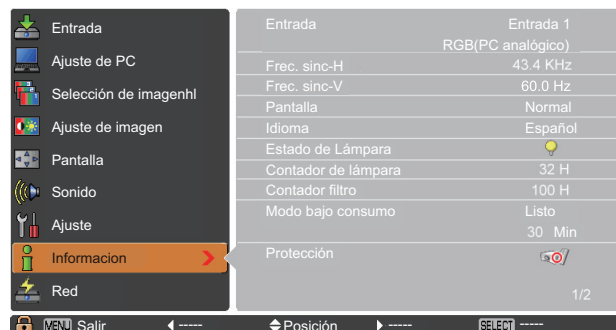 Entrada
Ajuste de PC
Selección de imagenhl
Ajuste de imagen
Pantalla
Sonido
Ajuste
Informacion
Red
Entrada Entrada 1
RGB(PC analógico)
Frec. sinc-H 43.4 KHz
Frec. sinc-V 60.0 Hz
Pantalla Normal
Idioma Español
Estado de Lámpara
Contador de lámpara 32 H
Contador filtro 100 H
Modo bajo consumo Listo
30 Min
Protección
1/2
MENU Salir ----- Posición ----- SELECT -----